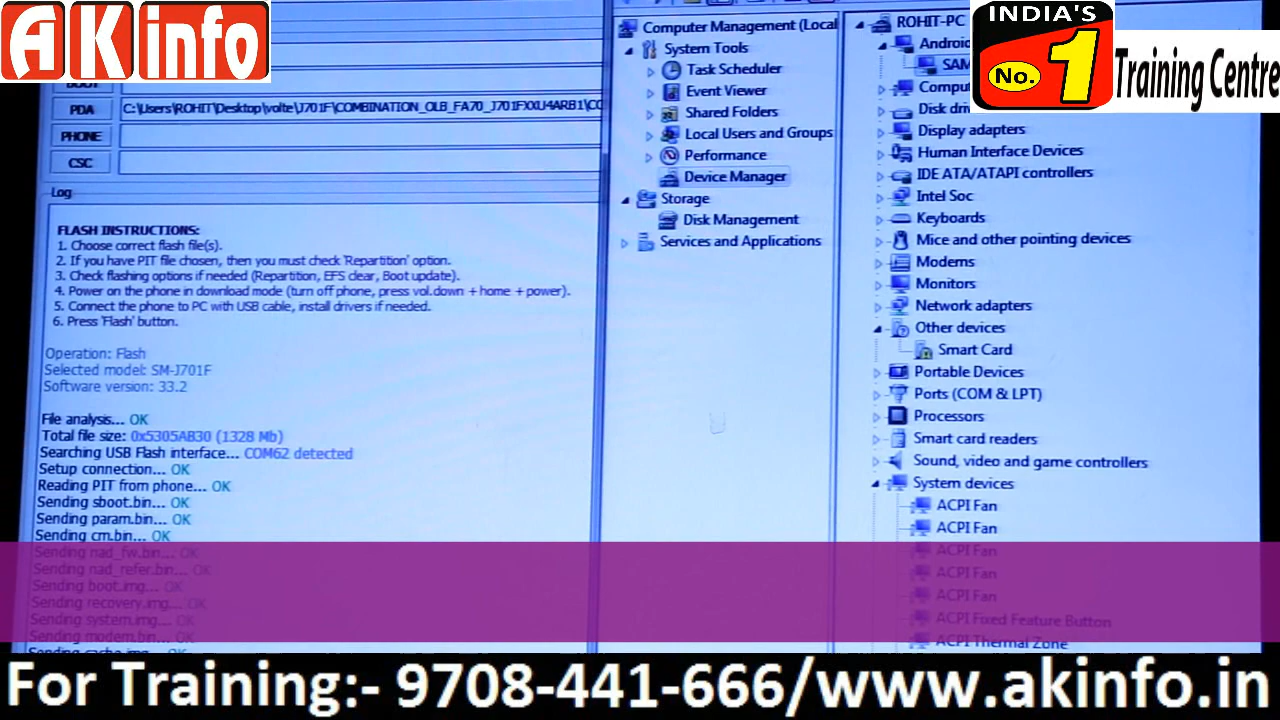 AK info
INDIA'S
No. 1
Training Centre
BOOT
PDA
C:\Users\ROHIT\Desktop\volte\J701F\COMBINATION_OLB_FA70_J701FXXU4ARB1\CO
PHONE
CSC
Log
FLASH INSTRUCTIONS:
1. Choose correct flash file(s).
2. If you have PIT file chosen, then you must check 'Repartition' option.
3. Check flashing options if needed (Repartition, EFS clear, Boot update).
4. Power on the phone in download mode (turn off phone, press vol.down + home + power).
5. Connect the phone to PC with USB cable, install drivers if needed.
6. Press 'Flash' button.
Operation: Flash
Selected model: SM-J701F
Software version: 33.2
File analysis... OK
Total file size: 0x5305AB30 (1328 Mb)
Searching USB Flash interface... COM62 detected
Setup connection... OK
Reading PIT from phone... OK
Sending sboot.bin... OK
Sending param.bin... OK
Sending cm.bin... OK
Sending nad_fw.bin... OK
Sending nad_refer.bin... OK
Sending boot.img... OK
Sending recovery.img... OK
Sending system.img... OK
Sending modem.bin... OK
Sending cache.img... OK
Computer Management (Local
System Tools
Task Scheduler
Event Viewer
Shared Folders
Local Users and Groups
Performance
Device Manager
Storage
Disk Management
Services and Applications
ROHIT-PC
Android
SAM
Compu
Disk dri
Display adapters
Human Interface Devices
IDE ATA/ATAPI controllers
Intel Soc
Keyboards
Mice and other pointing devices
Modems
Monitors
Network adapters
Other devices
Smart Card
Portable Devices
Ports (COM & LPT)
Processors
Smart card readers
Sound, video and game controllers
System devices
ACPI Fan
ACPI Fan
ACPI Fan
ACPI Fan
ACPI Fan
ACPI Fixed Feature Button
ACPI Thermal Zone
For Training:- 9708-441-666/www.akinfo.in